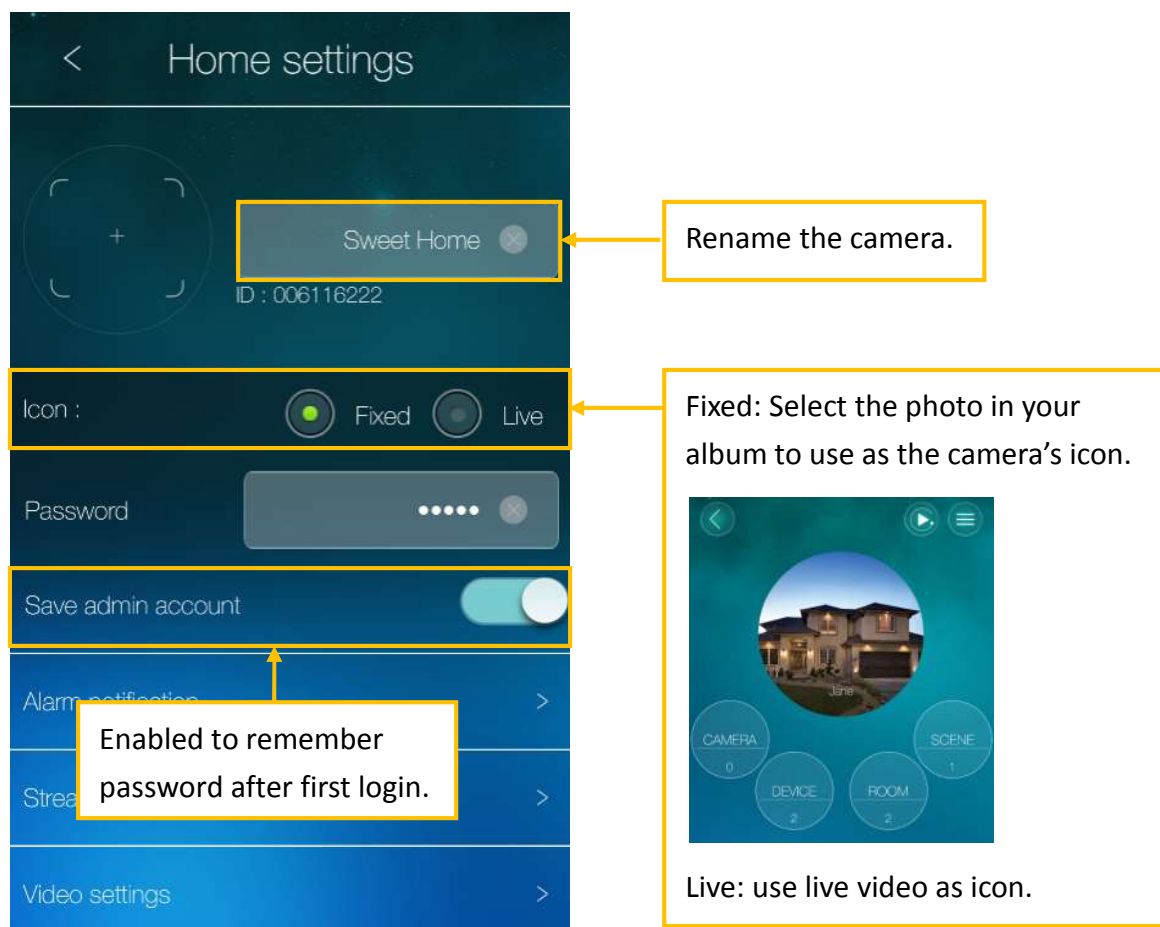 Home settings
Sweet Home
Rename the camera.
ID : 006116222
Icon :
Fixed
Live
Fixed: Select the photo in your
album to use as the camera's icon.
Password
Save admin account
Jane
CAMERA
0
DEVICE
2
ROOM
2
SCENE
1
Live: use live video as icon.
Alarm
Enabled to remember
password after first login.
Video settings